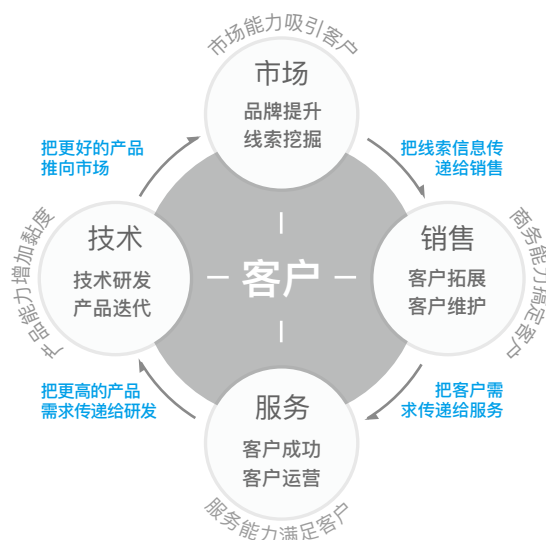 市场能力吸引客户
市场
品牌提升
线索挖掘
把更好的产品
推向市场
把线索信息传
递给销售
产品能力增加黏度
技术
技术研发
产品迭代
客户
销售
客户拓展
客户维护
商务能力搞定客户
把更高的产品
需求传递给研发
把客户需
求传递给服务
服务
客户成功
客户运营
服务能力满足客户